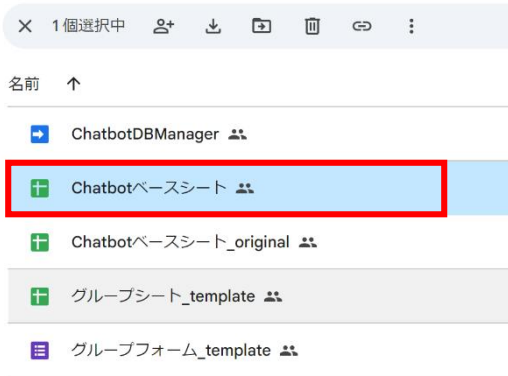 1 個選択中
名前
ChatbotDBManager
Chatbotベースシート
Chatbotベースシート_original
グループシート_template
グループフォーム_template